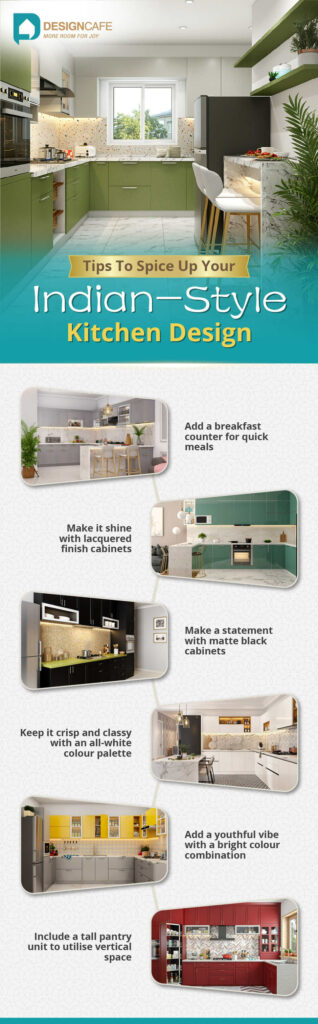 DESIGNCAFE
MORE ROOM FOR JOY
Tips To Spice Up Your
Indian-Style
Kitchen Design
Add a breakfast
counter for quick
meals
Make it shine
with lacquered
finish cabinets
Make a statement
with matte black
cabinets
Keep it crisp and classy
with an all-white
colour palette
Add a youthful vibe
with a bright colour
combination
Include a tall pantry
unit to utilise vertical
space